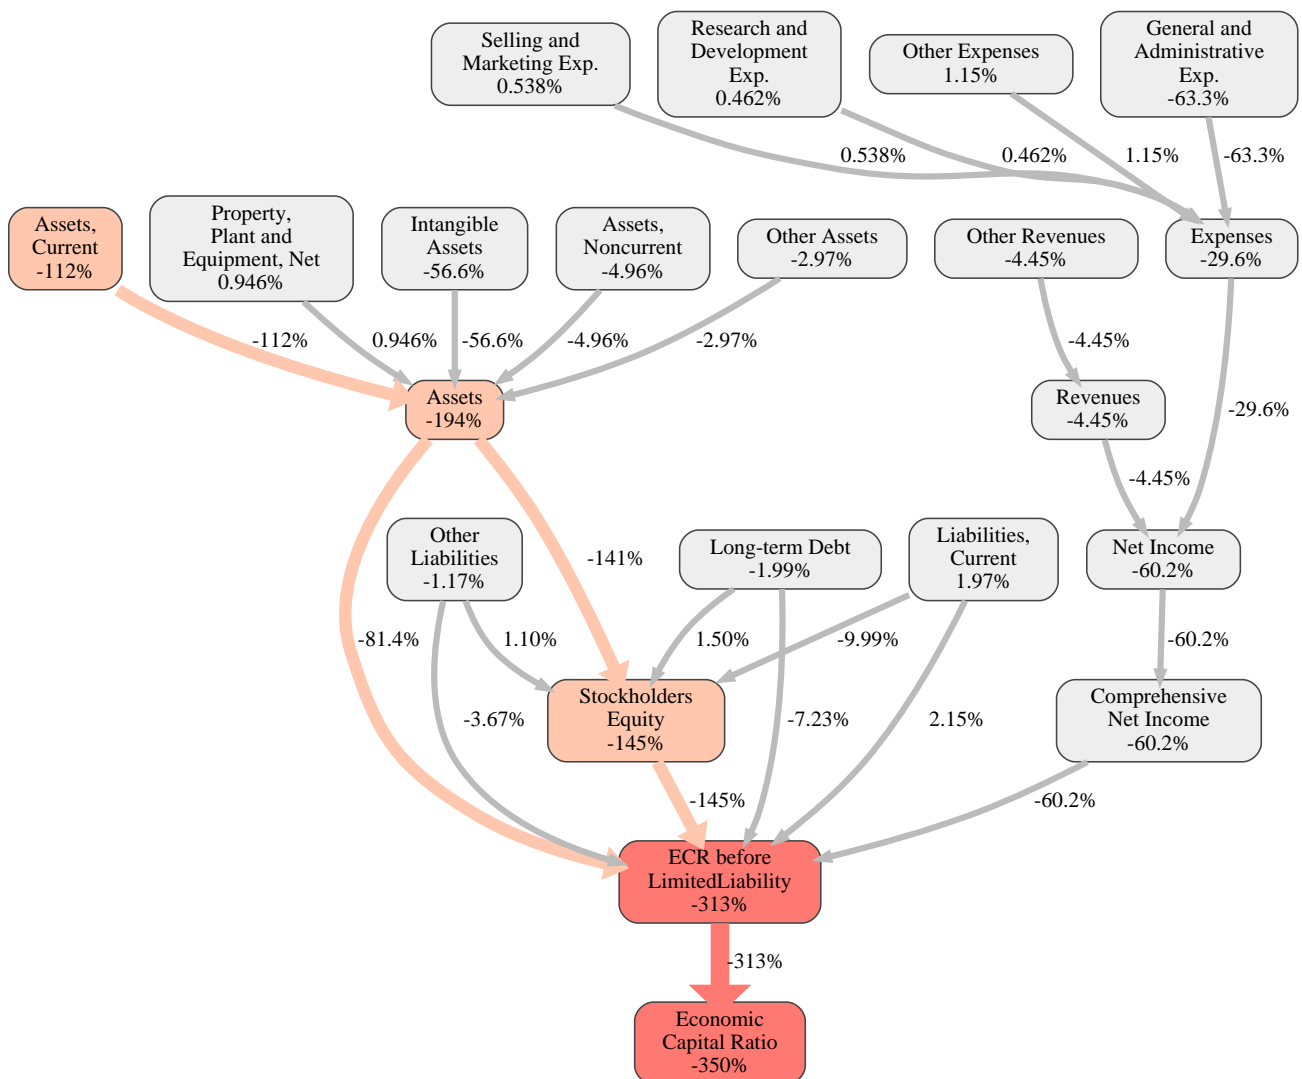 Selling and
Marketing Exp.
0.538%
Research and
Development
Exp.
0.462%
Other Expenses
1.15%
General and
Administrative
Exp.
-63.3%
0.538%
0.462%
1.15%
-63.3%
Assets,
Current
-112%
Property,
Plant and
Equipment, Net
0.946%
Intangible
Assets
-56.6%
Assets,
Noncurrent
-4.96%
Other Assets
-2.97%
Other Revenues
-4.45%
Expenses
-29.6%
-112%
0.946%
-56.6%
-4.96%
-2.97%
-4.45%
Assets
-194%
Revenues
-4.45%
-29.6%
-4.45%
Other
Liabilities
-1.17%
-141%
Long-term Debt
-1.99%
Liabilities,
Current
1.97%
Net Income
-60.2%
-81.4%
1.10%
1.50%
-9.99%
-60.2%
Stockholders
Equity
-145%
Comprehensive
Net Income
-60.2%
-3.67%
-7.23%
2.15%
-145%
-60.2%
ECR before
LimitedLiability
-313%
-313%
Economic
Capital Ratio
-350%